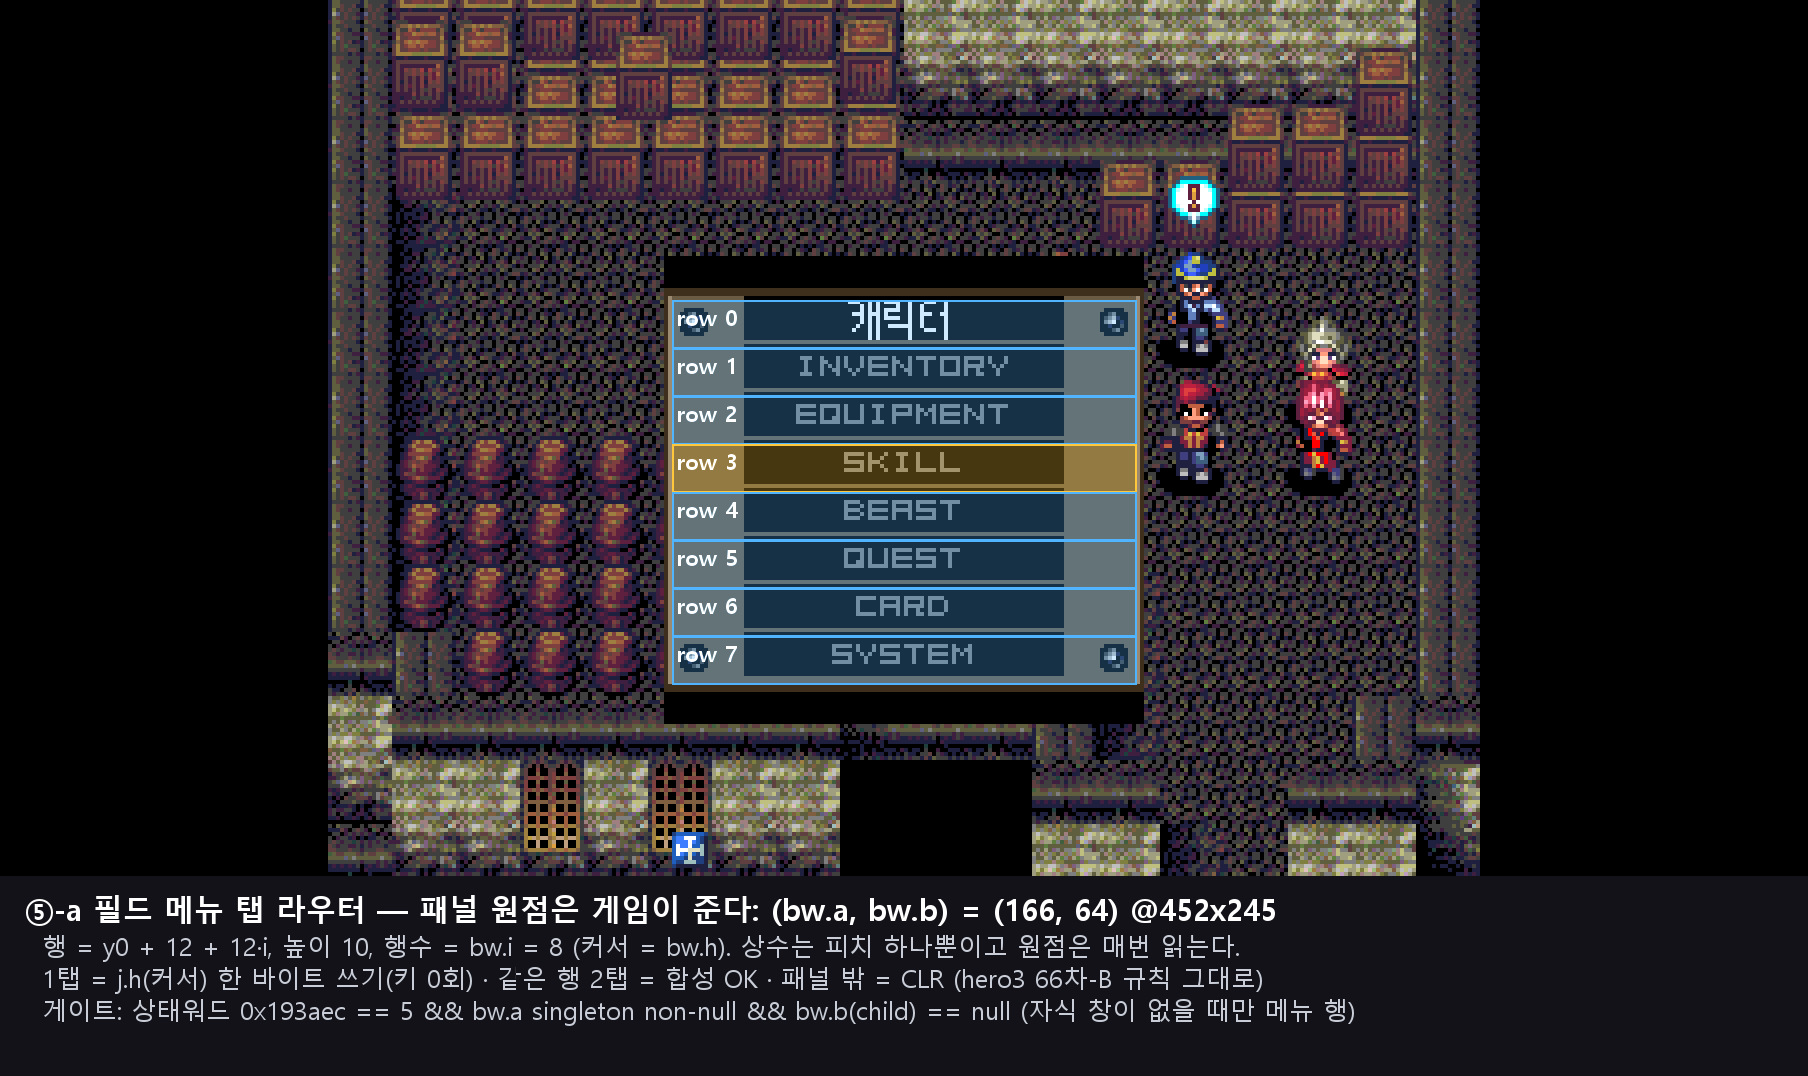 row 0 캐릭터
row 1 INVENTORY
row 2 EQUIPMENT
row 3 SKILL
row 4 BEAST
row 5 QUEST
row 6 CARD
row 7 SYSTEM
⑤-a 필드 메뉴 탭 라우터 — 패널 원점은 게임이 준다: (bw.a, bw.b) = (166, 64) @452x245
행 = y0 + 12 + 12·i, 높이 10, 행수 = bw.i = 8 (커서 = bw.h). 상수는 피치 하나뿐이고 원점은 매번 읽는다.
1탭 = j.h(커서) 한 바이트 쓰기(키 0회) · 같은 행 2탭 = 합성 OK · 패널 밖 = CLR (hero3 66차-B 규칙 그대로)
게이트: 상태워드 0x193aec == 5 && bw.a singleton non-null && bw.b(child) == null (자식 창이 없을 때만 메뉴 행)